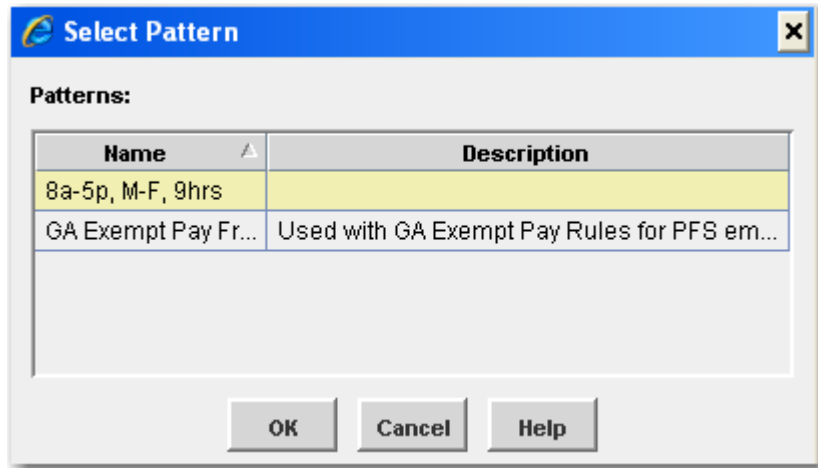 Select Pattern
Patterns:
Name Description
8a-5p, M-F, 9hrs
GA Exempt Pay Fr... Used with GA Exempt Pay Rules for PFS em...
OK Cancel Help